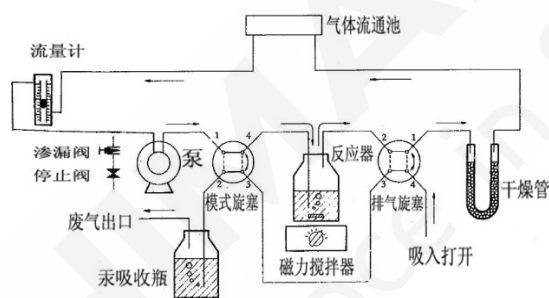 气体流通池
流量计
渗漏阀
停止阀
泵
1
4
2
3
模式旋塞
反应器
2
1
3
4
排气旋塞
干燥管
废气出口
汞吸收瓶
磁力搅拌器
吸入打开